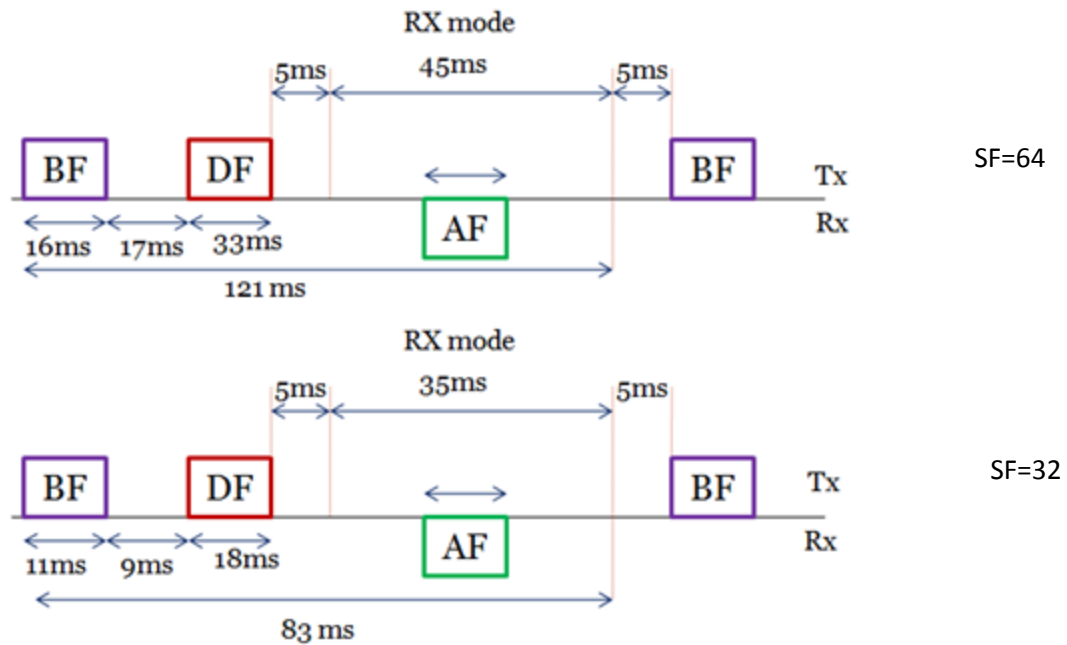 RX mode
5ms 45ms 5ms
BF DF BF SF=64
Tx
AF Rx
16ms 17ms 33ms
121 ms
RX mode
5ms 35ms 5ms
BF DF BF SF=32
Tx
AF Rx
11ms 9ms 18ms
83 ms